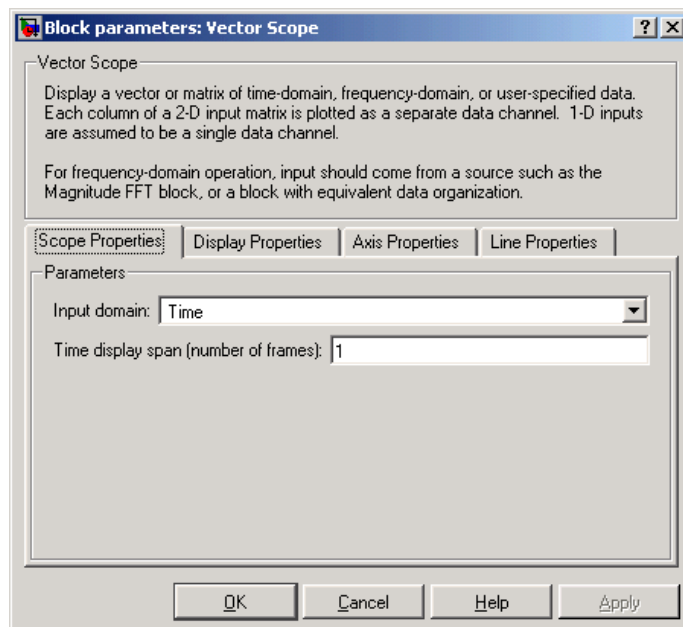 Block parameters: Vector Scope
Vector Scope
Display a vector or matrix of time-domain, frequency-domain, or user-specified data.
Each column of a 2-D input matrix is plotted as a separate data channel. 1-D inputs
are assumed to be a single data channel.
For frequency-domain operation, input should come from a source such as the
Magnitude FFT block, or a block with equivalent data organization.
Scope Properties Display Properties Axis Properties Line Properties
Parameters
Input domain: Time
Time display span (number of frames): 1
OK Cancel Help Apply